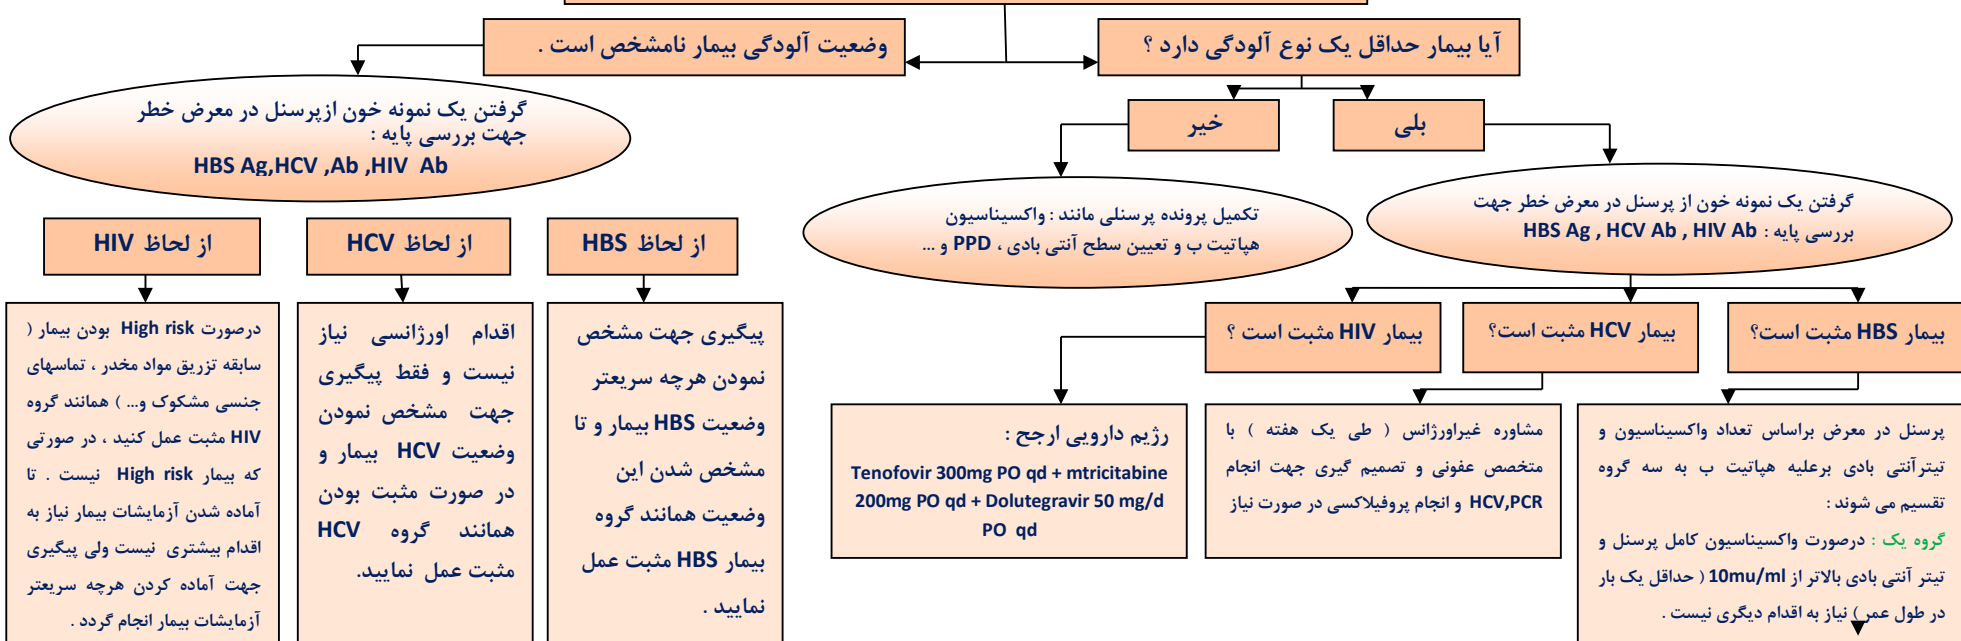 آیا بیمار حداقل یک نوع آلودگی دارد ؟
وضعیت آلودگی بیمار نامشخص است .
بلی
خیر
گرفتن یک نمونه خون از پرسنل در معرض خطر جهت
بررسی پایه : HBS Ag , HCV Ab , HIV Ab
تکمیل پرونده پرسنلی مانند : واکسیناسیون
هپاتیت ب و تعیین سطح آنتی بادی ، PPD و ...
گرفتن یک نمونه خون ازپرسنل در معرض خطر
جهت بررسی پایه :
HBS Ag,HCV ,Ab ,HIV Ab
بیمار HBS مثبت است؟
بیمار HCV مثبت است؟
بیمار HIV مثبت است ؟
پرسنل در معرض براساس تعداد واکسیناسیون و
تیترآنتی بادی برعلیه هپاتیت ب به سه گروه
تقسیم می شوند :
گروه یک : درصورت واکسیناسیون کامل پرسنل و
تیتر آنتی بادی بالاتر از 10mu/ml ( حداقل یک بار
در طول عمر ) نیاز به اقدام دیگری نیست .
مشاوره غیراورژانس ( طی یک هفته ) با
متخصص عفونی و تصمیم گیری جهت انجام
HCV,PCR و انجام پروفیلاکسی در صورت نیاز
رژیم دارویی ارجح :
Tenofovir 300mg PO qd + mtricitabine
200mg PO qd + Dolutegravir 50 mg/d
PO qd
از لحاظ HBS
از لحاظ HCV
از لحاظ HIV
پیگیری جهت مشخص
نمودن هرچه سریعتر
وضعیت HBS بیمار و تا
مشخص شدن این
وضعیت همانند گروه
بیمار HBS مثبت عمل
نمایید .
اقدام اورژانسی نیاز
نیست و فقط پیگیری
جهت مشخص نمودن
وضعیت HCV بیمار و
در صورت مثبت بودن
همانند گروه HCV
مثبت عمل نمایید.
درصورت High risk بودن بیمار (
سابقه تزریق مواد مخدر ، تماسهای
جنسی مشکوک و... ) همانند گروه
HIV مثبت عمل کنید ، در صورتی
که بیمار High risk نیست . تا
آماده شدن آزمایشات بیمار نیاز به
اقدام بیشتری نیست ولی پیگیری
جهت آماده کردن هرچه سریعتر
آزمایشات بیمار انجام گردد .